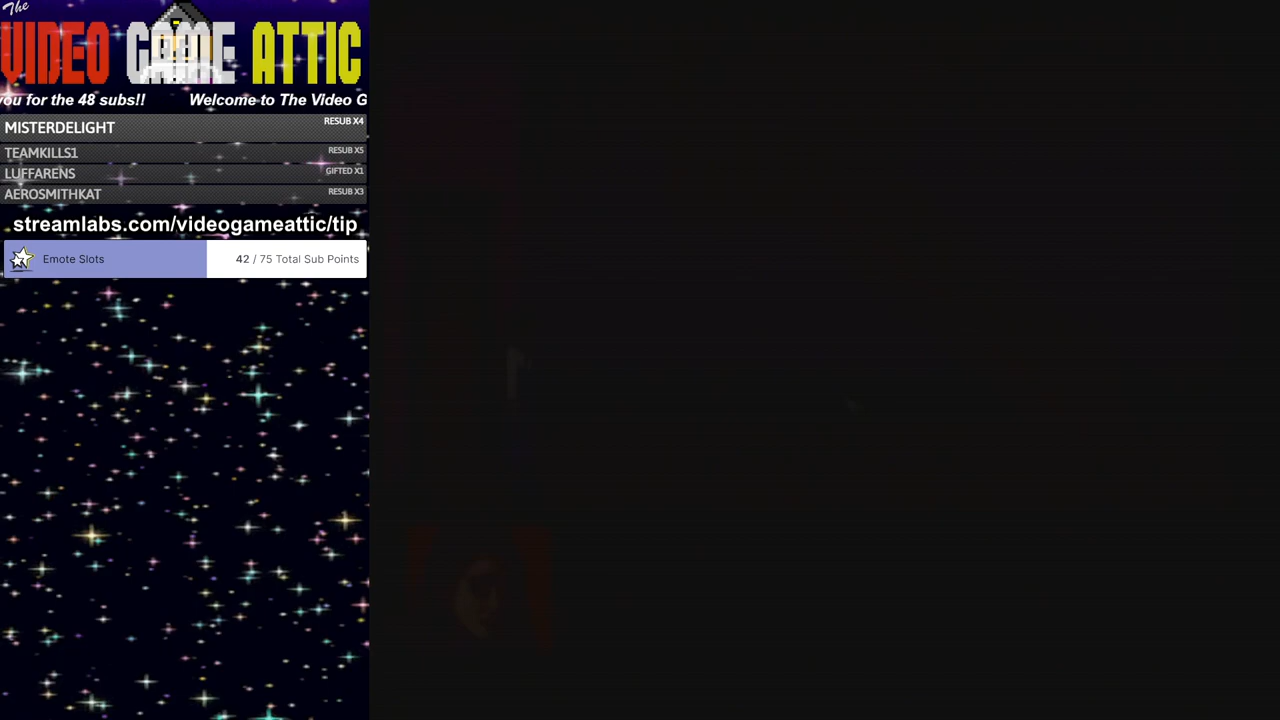 The
VIDEO GAME ATTIC
you for the 48 subs!! Welcome to The Video G
MISTERDELIGHT RESUB X4
TEAMKILLS1 RESUB X5
LUFFARENS GIFTED X1
AEROSMITHKAT RESUB X3
streamlabs.com/videogameattic/tip
Emote Slots 42 / 75 Total Sub Points